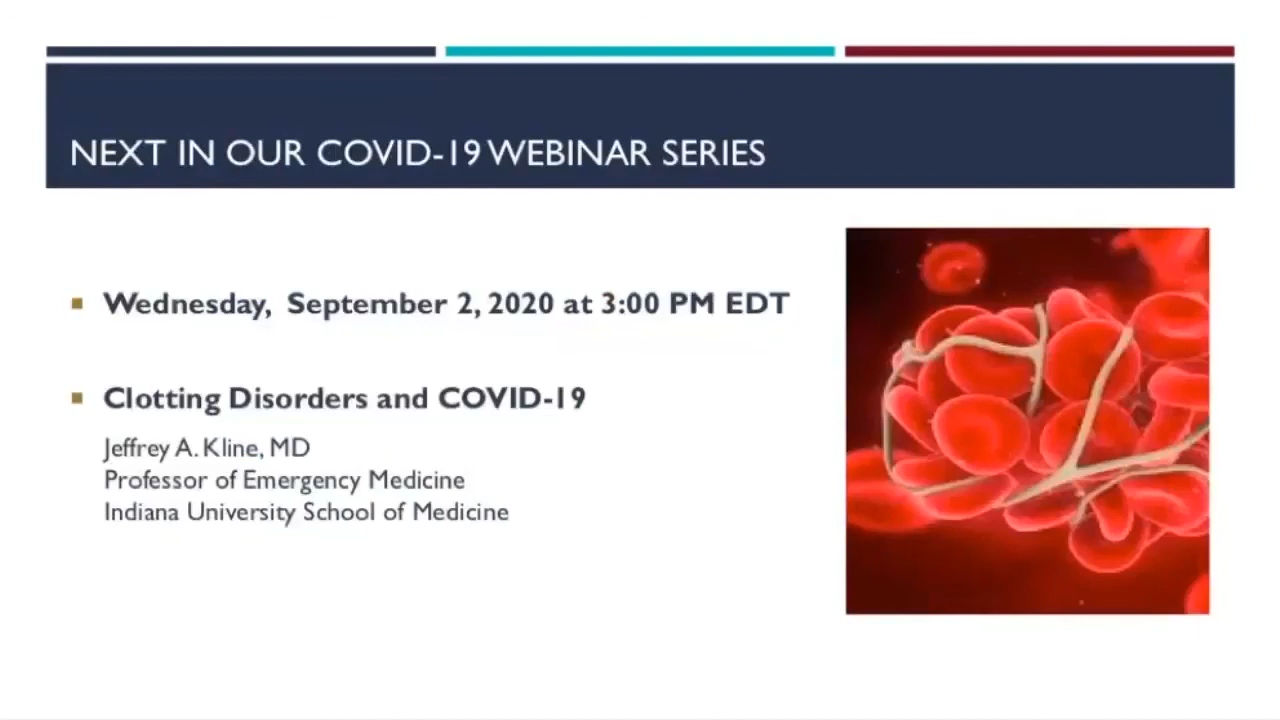 NEXT IN OUR COVID-19 WEBINAR SERIES
Wednesday, September 2, 2020 at 3:00 PM EDT
Clotting Disorders and COVID-19
Jeffrey A. Kline, MD
Professor of Emergency Medicine
Indiana University School of Medicine